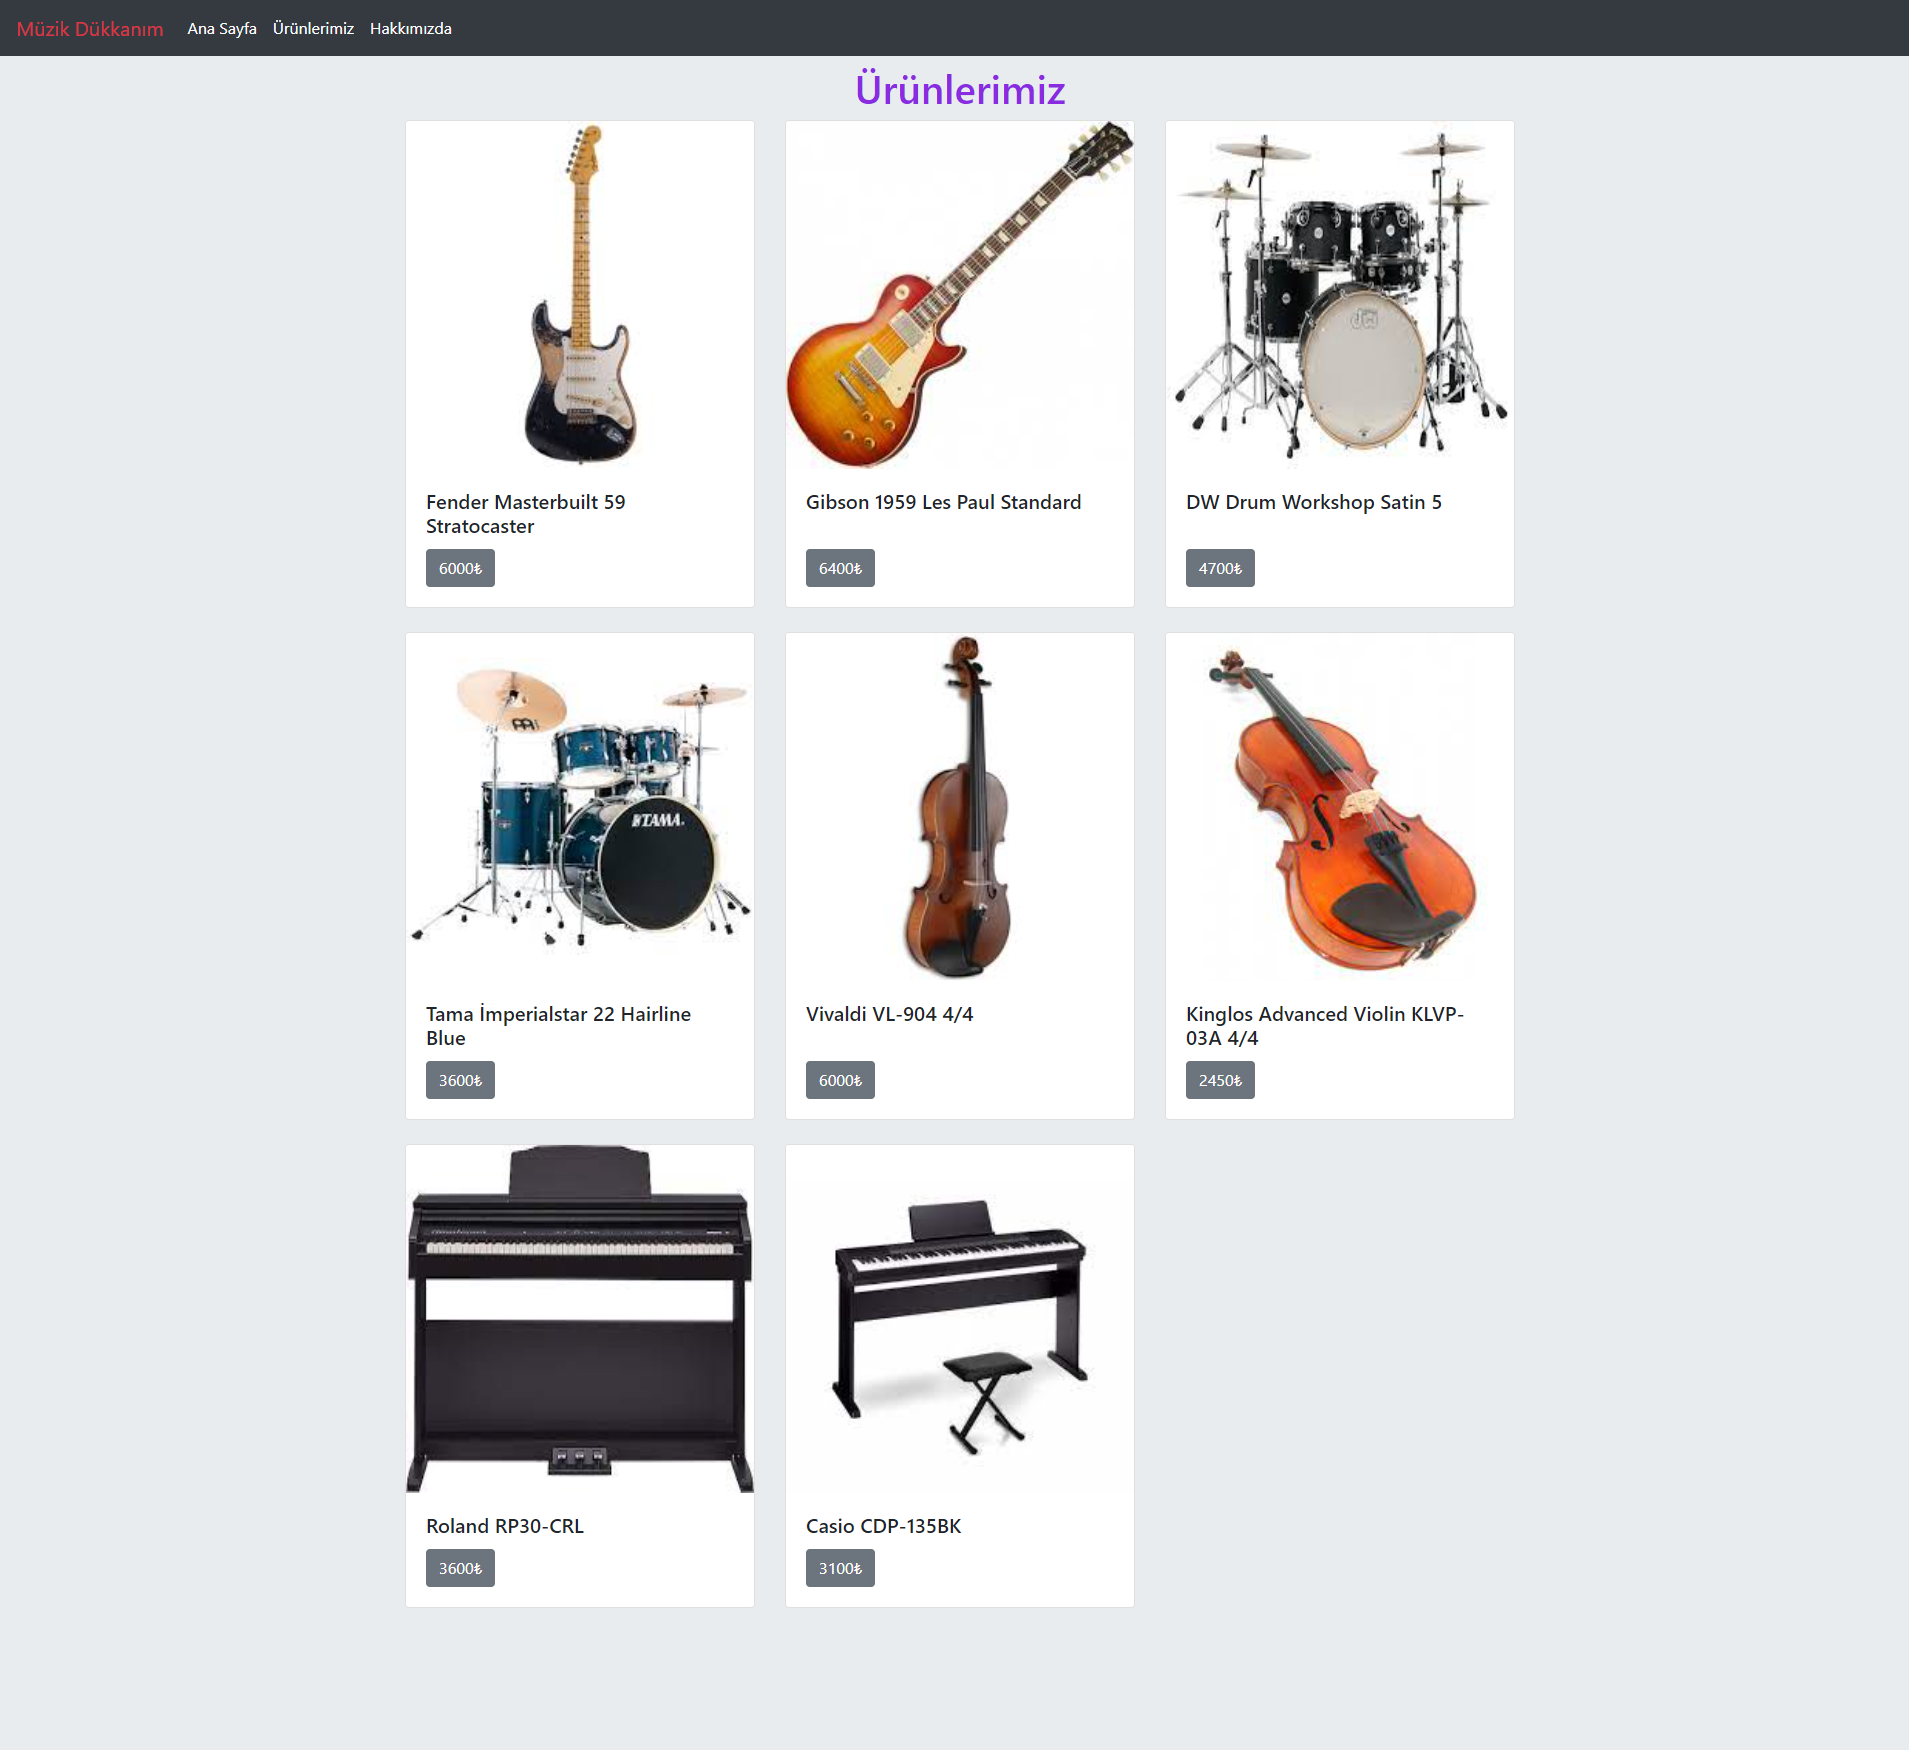 Müzik Dükkanım Ana Sayfa Ürünlerimiz Hakkımızda
Ürünlerimiz
Fender Masterbuilt 59
Stratocaster
6000₺
Gibson 1959 Les Paul Standard
6400₺
dw
DW Drum Workshop Satin 5
4700₺
TAMA
Tama İmperialstar 22 Hairline
Blue
3600₺
Vivaldi VL-904 4/4
6000₺
Kinglos Advanced Violin KLVP-
03A 4/4
2450₺
Roland RP30-CRL
3600₺
Casio CDP-135BK
3100₺